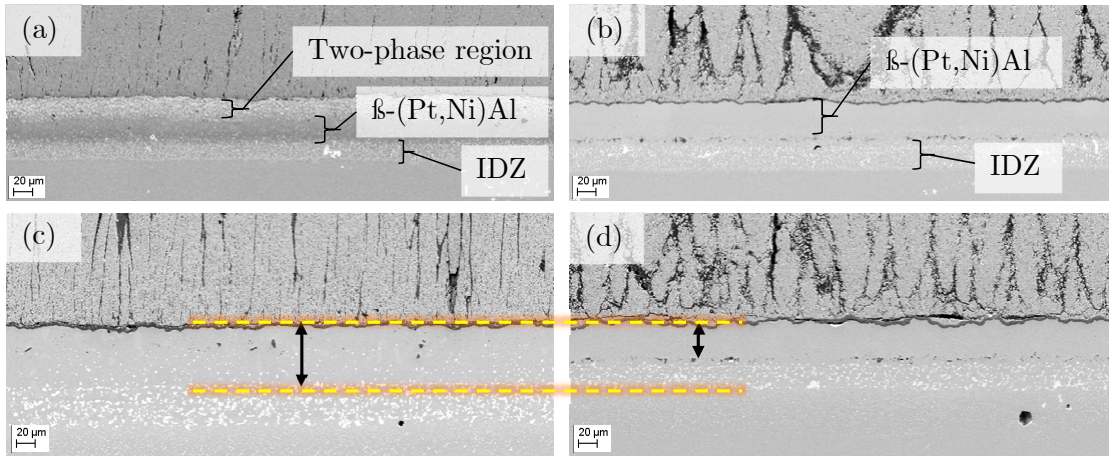 (a)
Two-phase region
ß-(Pt,Ni)Al
IDZ
20 µm
(b)
ß-(Pt,Ni)Al
IDZ
20 µm
(c)
20 µm
(d)
20 µm